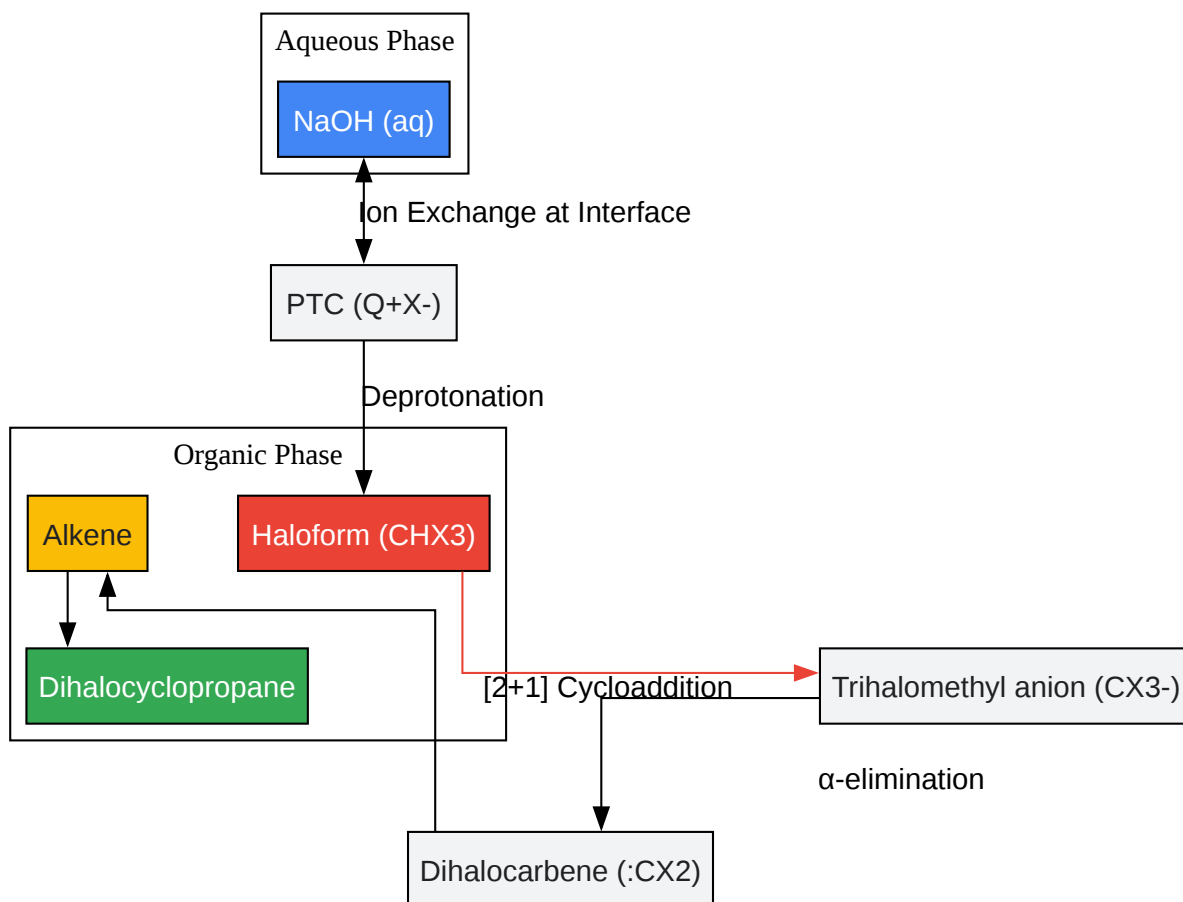 Aqueous Phase
NaOH (aq)
Ion Exchange at Interface
PTC (Q+X-)
Deprotonation
Organic Phase
Alkene
Haloform (CHX3)
Dihalocyclopropane
[2+1] Cycloaddition
Trihalomethyl anion (CX3-)
α-elimination
Dihalocarbene (:CX2)